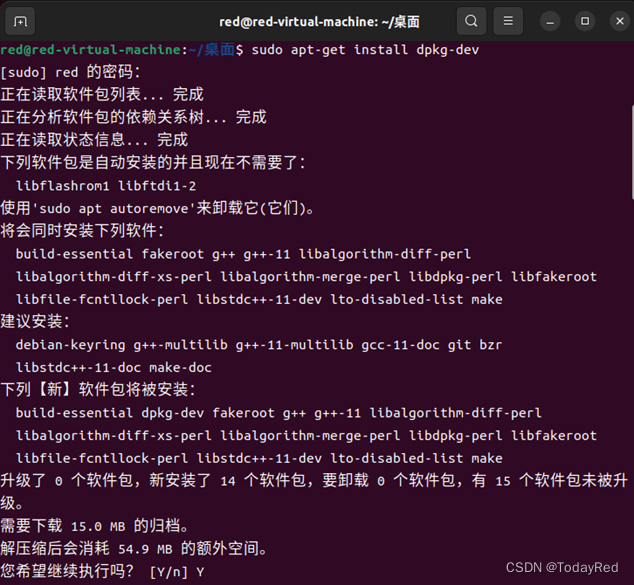 red@red-virtual-machine: ~/桌面
red@red-virtual-machine:~/桌面$ sudo apt-get install dpkg-dev
[sudo] red 的密码：
正在读取软件包列表... 完成
正在分析软件包的依赖关系树... 完成
正在读取状态信息... 完成
下列软件包是自动安装的并且现在不需要了：
  libflashrom1 libftdi1-2
使用'sudo apt autoremove'来卸载它(它们)。
将会同时安装下列软件：
  build-essential fakeroot g++ g++-11 libalgorithm-diff-perl
  libalgorithm-diff-xs-perl libalgorithm-merge-perl libdpkg-perl libfakeroot
  libfile-fcntllock-perl libstdc++-11-dev lto-disabled-list make
建议安装：
  debian-keyring g++-multilib g++-11-multilib gcc-11-doc git bzr
  libstdc++-11-doc make-doc
下列【新】软件包将被安装：
  build-essential dpkg-dev fakeroot g++ g++-11 libalgorithm-diff-perl
  libalgorithm-diff-xs-perl libalgorithm-merge-perl libdpkg-perl libfakeroot
  libfile-fcntllock-perl libstdc++-11-dev lto-disabled-list make
升级了 0 个软件包，新安装了 14 个软件包，要卸载 0 个软件包，有 15 个软件包未被升
级。
需要下载 15.0 MB 的归档。
解压缩后会消耗 54.9 MB 的额外空间。
您希望继续执行吗？ [Y/n] Y
CSDN @TodayRed